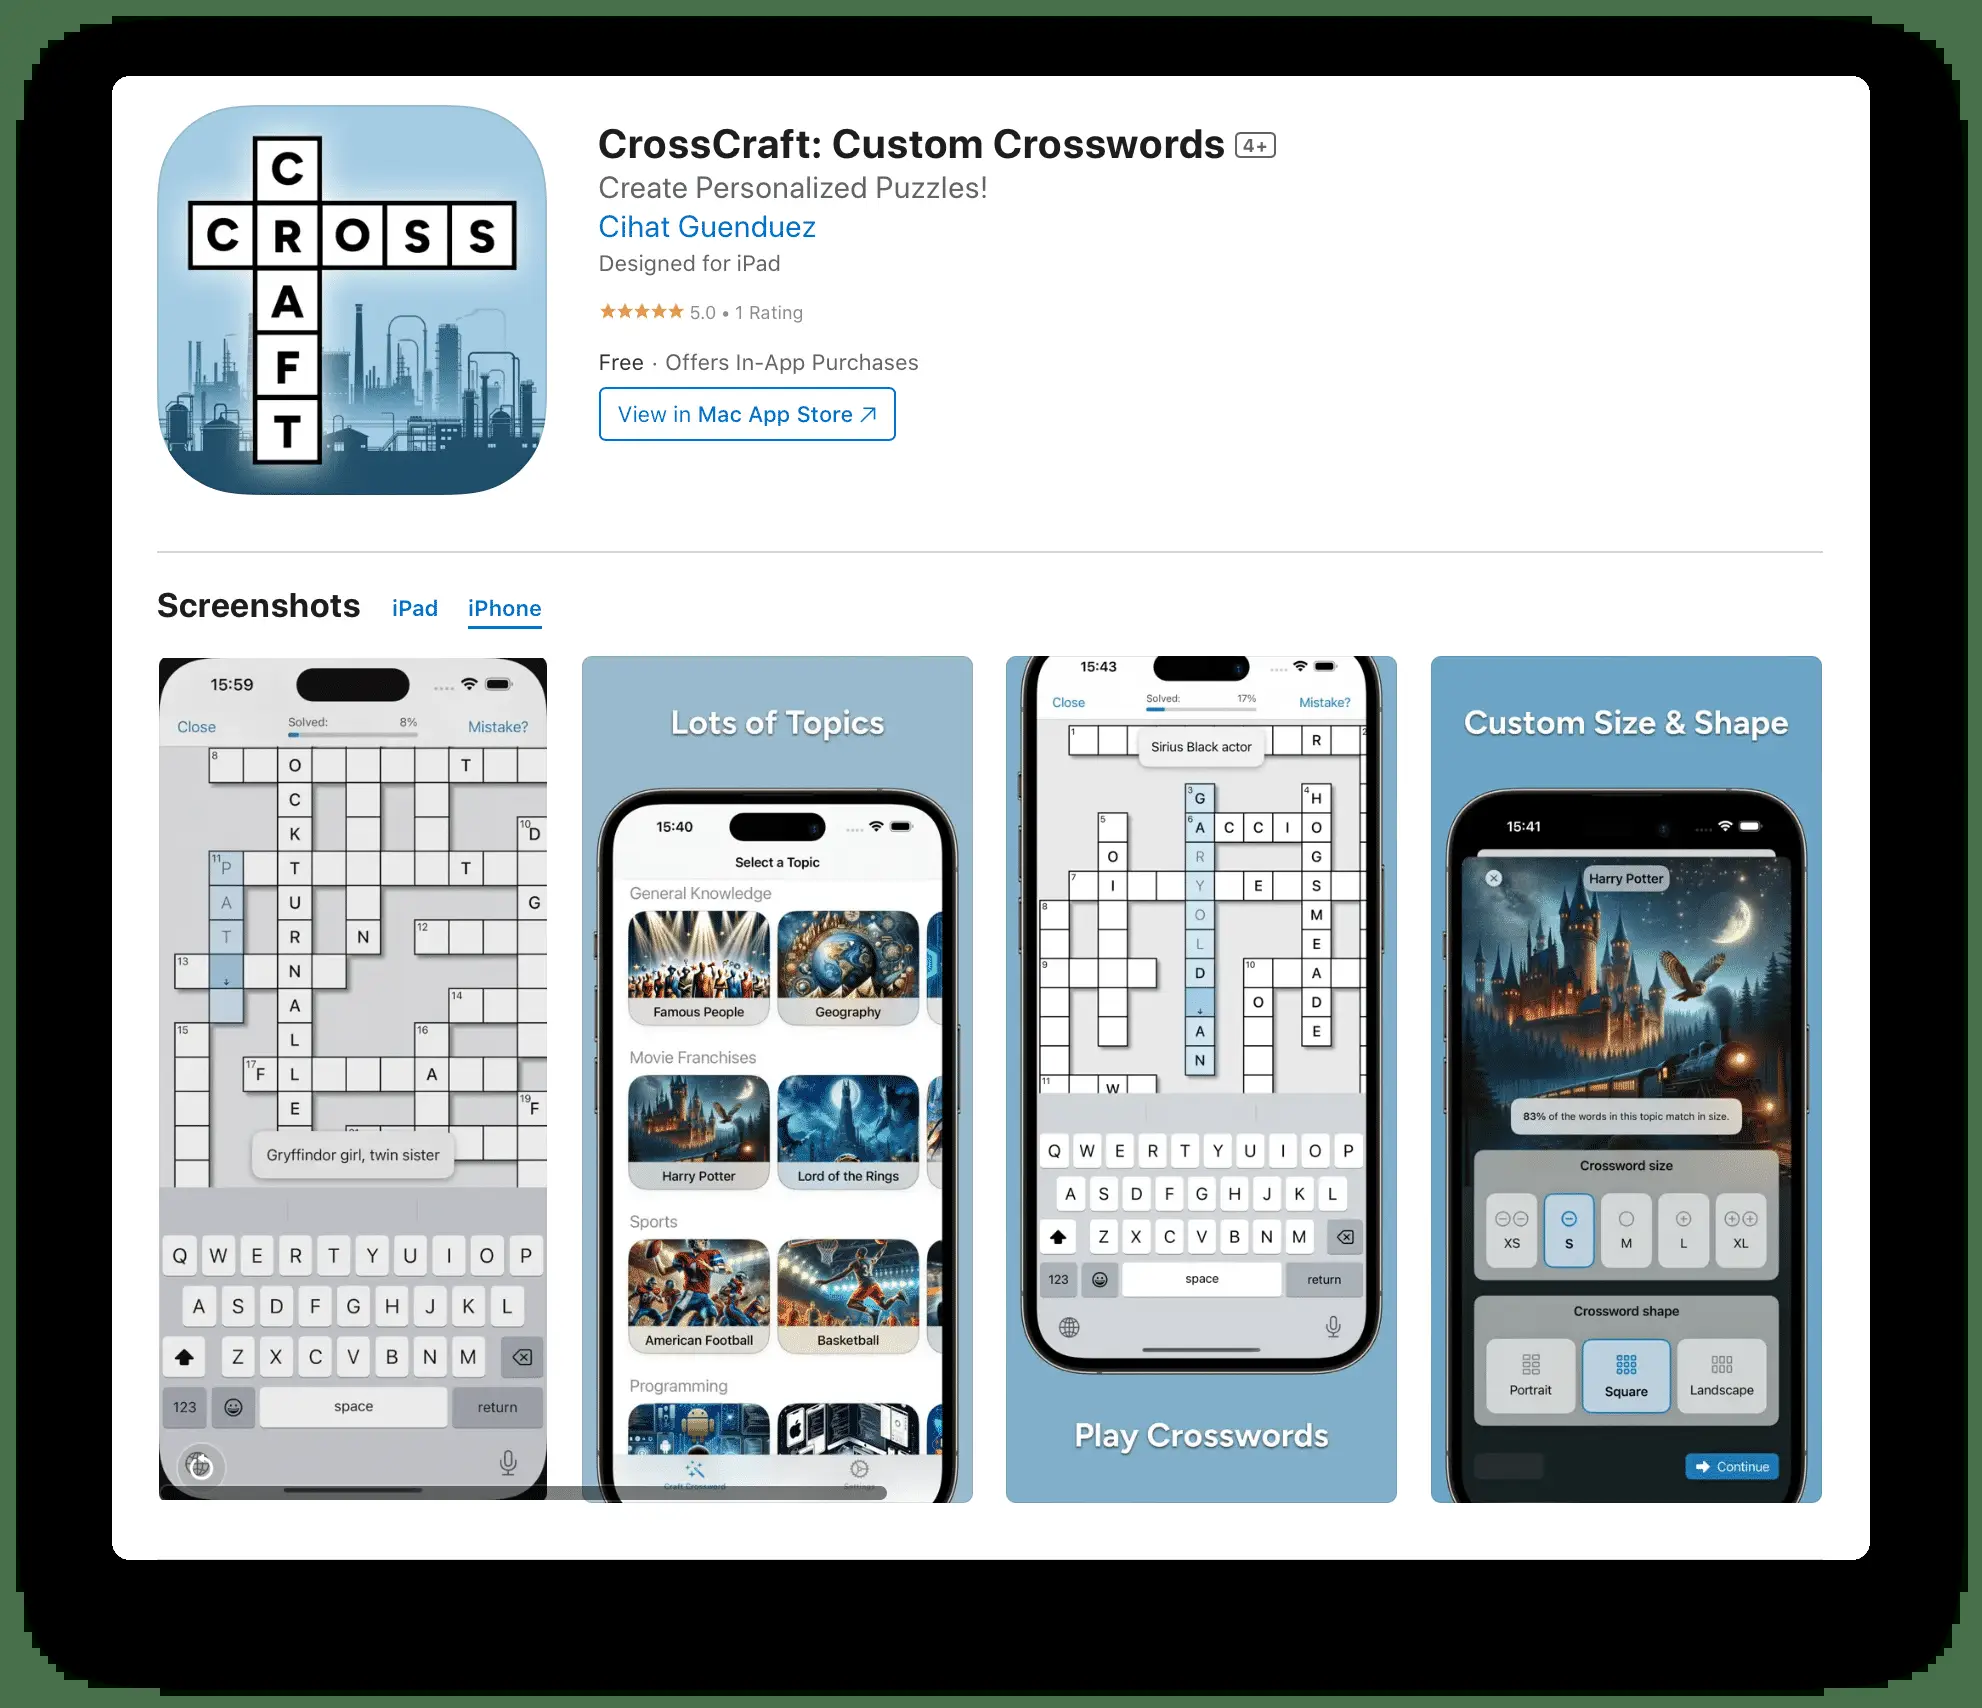 C
CROSS
R
A
F
T
CrossCraft: Custom Crosswords 4+
Create Personalized Puzzles!
Cihat Guenduez
Designed for iPad
★★★★★ 5.0 • 1 Rating
Free · Offers In-App Purchases
View in Mac App Store ↗
Screenshots iPad iPhone
15:59
Close Solved: 8% Mistake?
8 O T
C
K 10 D
11 P T T
A U G
T R N 12
13 N
A 14
15 L 16
17 F L A
E 19 F
Gryffindor girl, twin sister
Q W E R T Y U I O P
A S D F G H J K L
Z X C V B N M
123 space return
Lots of Topics
15:40
Select a Topic
General Knowledge
Famous People Geography
Movie Franchises
Harry Potter Lord of the Rings
Sports
American Football Basketball
Programming
Craft Crossword Settings
15:43
Close Solved: 17% Mistake?
1 R 2
Sirius Black actor
3 G 4 H
5 6 A C C I O
O R G
7 I Y E S
8 O M
L E
9 D 10 A
O D
A E
N
11 W
Q W E R T Y U I O P
A S D F G H J K L
Z X C V B N M
123 space return
Play Crosswords
Custom Size & Shape
15:41
Harry Potter
83% of the words in this topic match in size.
Crossword size
XS S M L XL
Crossword shape
Portrait Square Landscape
Continue